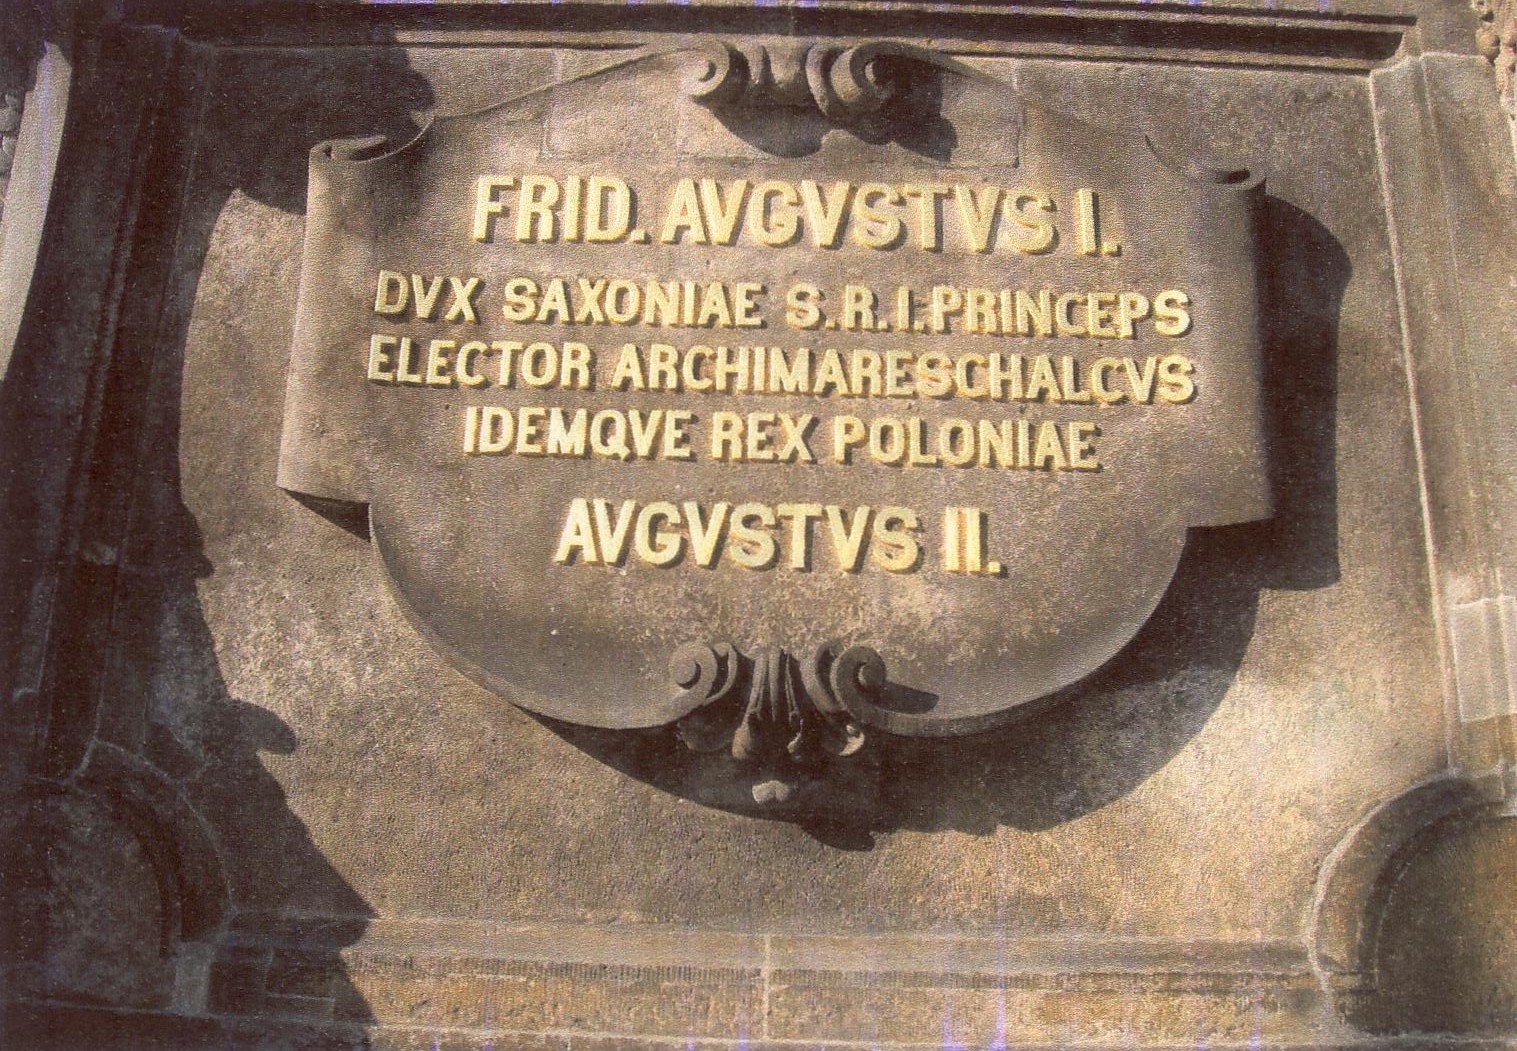 FRID. AVGVSTVS I.
DVX SAXONIAE S.R.I. PRINCEPS
ELECTOR ARCHIMARESCHALCVS
IDEMQVE REX POLONIAE
AVGVSTVS II.